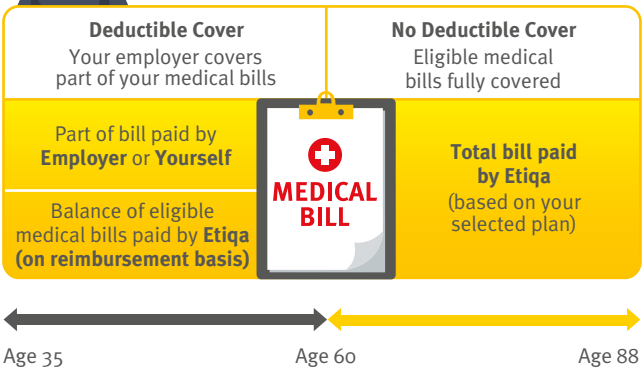 Deductible Cover
Your employer covers
part of your medical bills
No Deductible Cover
Eligible medical
bills fully covered
Part of bill paid by
Employer or Yourself
Balance of eligible
medical bills paid by Etiqa
(on reimbursement basis)
MEDICAL
BILL
Total bill paid
by Etiqa
(based on your
selected plan)
Age 35
Age 60
Age 88